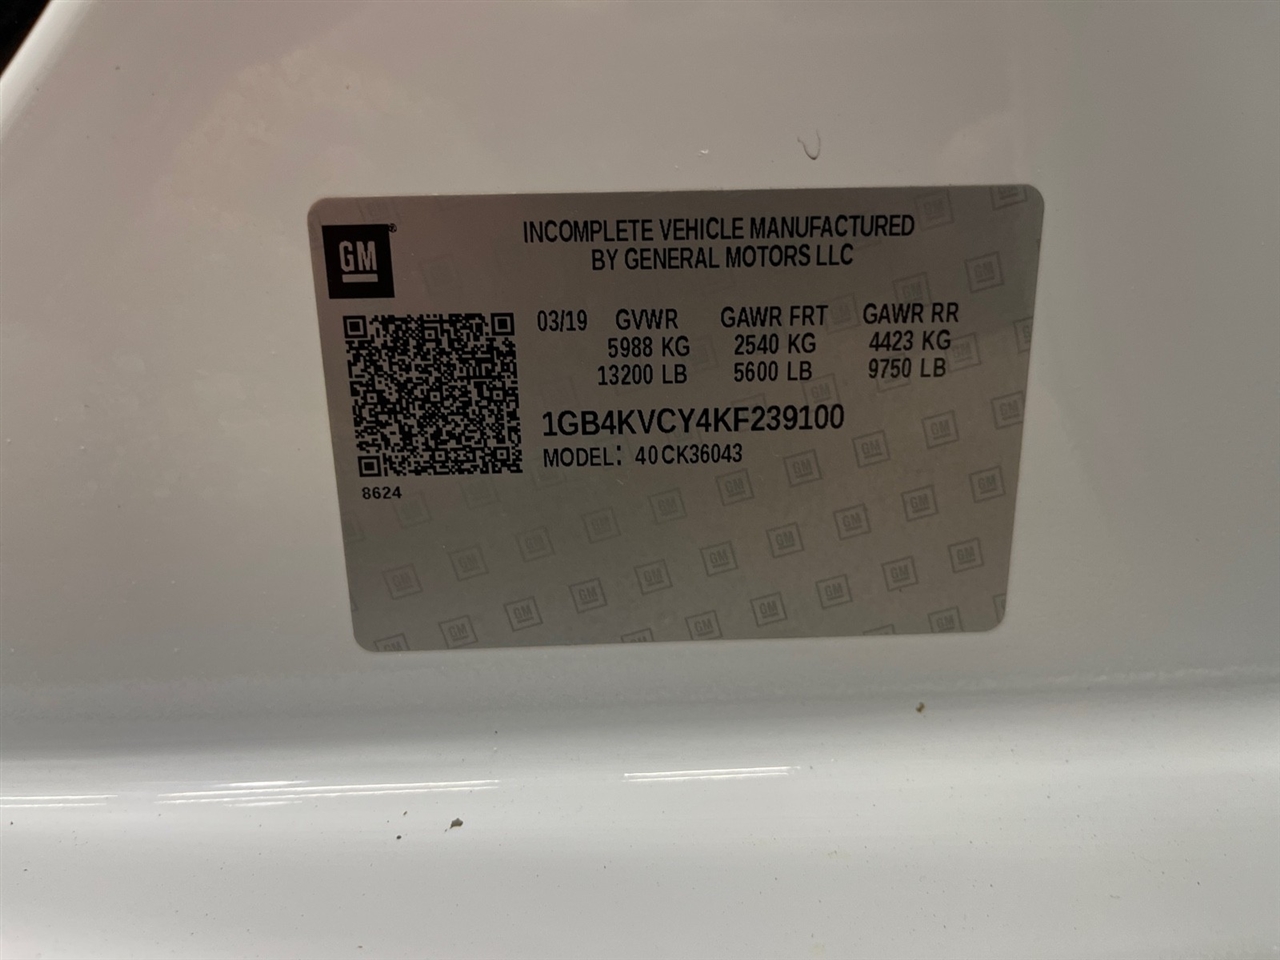 GM
INCOMPLETE VEHICLE MANUFACTURED
BY GENERAL MOTORS LLC
03/19 GVWR GAWR FRT GAWR RR
5988 KG 2540 KG 4423 KG
13200 LB 5600 LB 9750 LB
1GB4KVCY4KF239100
MODEL: 40CK36043
8624